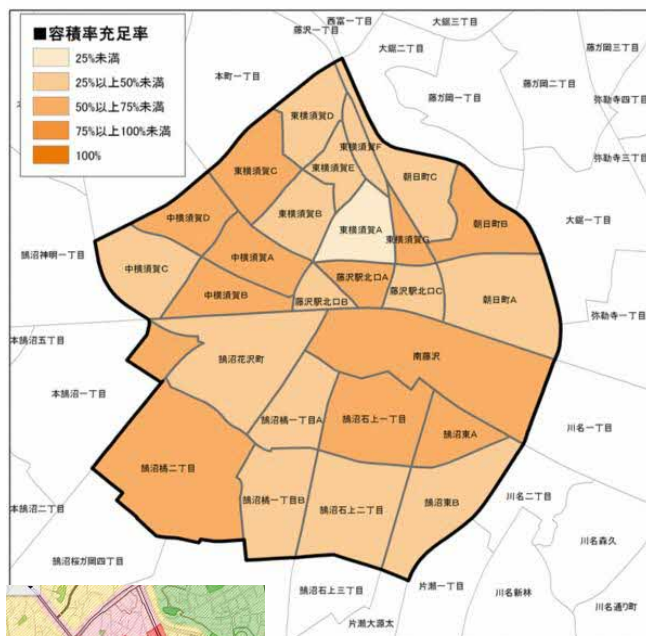 ■容積率充足率
25%未満
25%以上50%未満
50%以上75%未満
75%以上100%未満
100%
西富一丁目
大鋸三丁目
藤沢一丁目
大鋸二丁目
藤ガ岡三丁目
本町一丁目
藤が岡一丁目
藤ガ岡二丁目
弥勒寺四丁目
東横須賀D
東横須賀F
弥勒寺三丁目
東横須賀C
東横須賀E
朝日町C
中横須賀D
東横須賀B
東横須賀A
朝日町B
大鋸一丁目
東横須賀G
鵠沼神明一丁目
中横須賀A
中横須賀C
藤沢駅北口A
中横須賀B
藤沢駅北口B
藤沢駅北口C
朝日町A
弥勒寺一丁目
本鵠沼五丁目
鵠沼花沢町
南藤沢
本鵠沼一丁目
鵠沼橘一丁目A
鵠沼石上一丁目
鵠沼東A
川名一丁目
鵠沼橘二丁目
鵠沼橘一丁目B
鵠沼石上二丁目
鵠沼東B
川名二丁目
本鵠沼二丁目
川名森久
鵠沼桜が岡四丁目
鵠沼石上三丁目
片瀬一丁目
川名新林
川名通り町
片瀬大源太